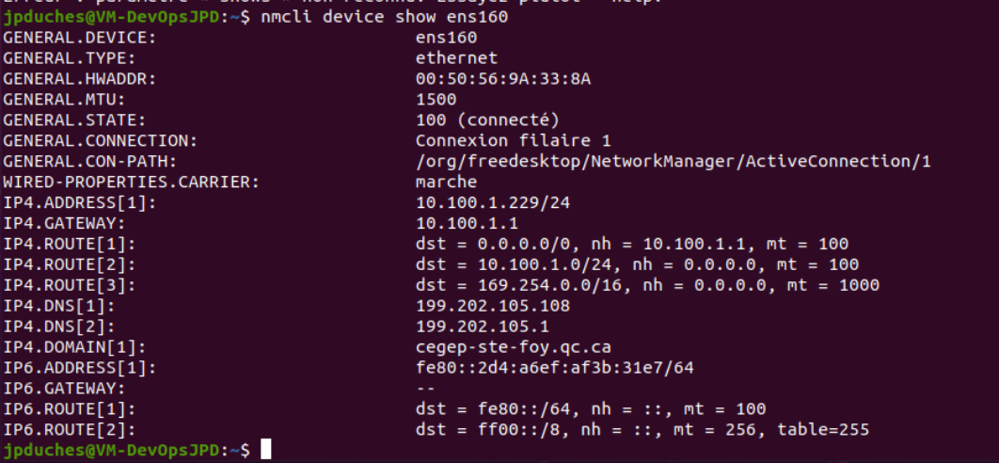 jpduches@VM-DevOpsJPD:~$ nmcli device show ens160
GENERAL.DEVICE: ens160
GENERAL.TYPE: ethernet
GENERAL.HWADDR: 00:50:56:9A:33:8A
GENERAL.MTU: 1500
GENERAL.STATE: 100 (connecté)
GENERAL.CONNECTION: Connexion filaire 1
GENERAL.CON-PATH: /org/freedesktop/NetworkManager/ActiveConnection/1
WIRED-PROPERTIES.CARRIER: marche
IP4.ADDRESS[1]: 10.100.1.229/24
IP4.GATEWAY: 10.100.1.1
IP4.ROUTE[1]: dst = 0.0.0.0/0, nh = 10.100.1.1, mt = 100
IP4.ROUTE[2]: dst = 10.100.1.0/24, nh = 0.0.0.0, mt = 100
IP4.ROUTE[3]: dst = 169.254.0.0/16, nh = 0.0.0.0, mt = 1000
IP4.DNS[1]: 199.202.105.108
IP4.DNS[2]: 199.202.105.1
IP4.DOMAIN[1]: cegep-ste-foy.qc.ca
IP6.ADDRESS[1]: fe80::2d4:a6ef:af3b:31e7/64
IP6.GATEWAY: --
IP6.ROUTE[1]: dst = fe80::/64, nh = ::, mt = 100
IP6.ROUTE[2]: dst = ff00::/8, nh = ::, mt = 256, table=255
jpduches@VM-DevOpsJPD:~$